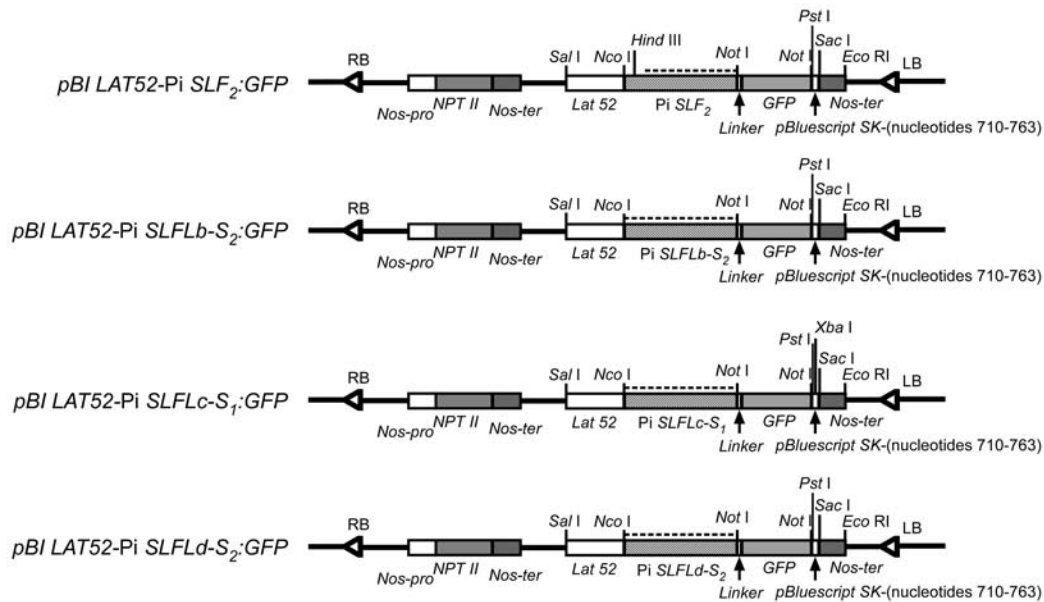 Pst I
Hind III
Sal I Nco I Not I Not I Sac I Eco RI
RB LB
pBI LAT52-Pi SLF2:GFP
Nos-pro NPT II Nos-ter Lat 52 Pi SLF2 GFP Nos-ter
Linker pBluescript SK-(nucleotides 710-763)
Pst I
Sal I Nco I Not I Not I Sac I Eco RI
RB LB
pBI LAT52-Pi SLFLb-S2:GFP
Nos-pro NPT II Nos-ter Lat 52 Pi SLFLb-S2 GFP Nos-ter
Linker pBluescript SK-(nucleotides 710-763)
Xba I
Pst I
Sal I Nco I Not I Not I Sac I Eco RI
RB LB
pBI LAT52-Pi SLFLc-S1:GFP
Nos-pro NPT II Nos-ter Lat 52 Pi SLFLc-S1 GFP Nos-ter
Linker pBluescript SK-(nucleotides 710-763)
Pst I
Sal I Nco I Not I Not I Sac I Eco RI
RB LB
pBI LAT52-Pi SLFLd-S2:GFP
Nos-pro NPT II Nos-ter Lat 52 Pi SLFLd-S2 GFP Nos-ter
Linker pBluescript SK-(nucleotides 710-763)